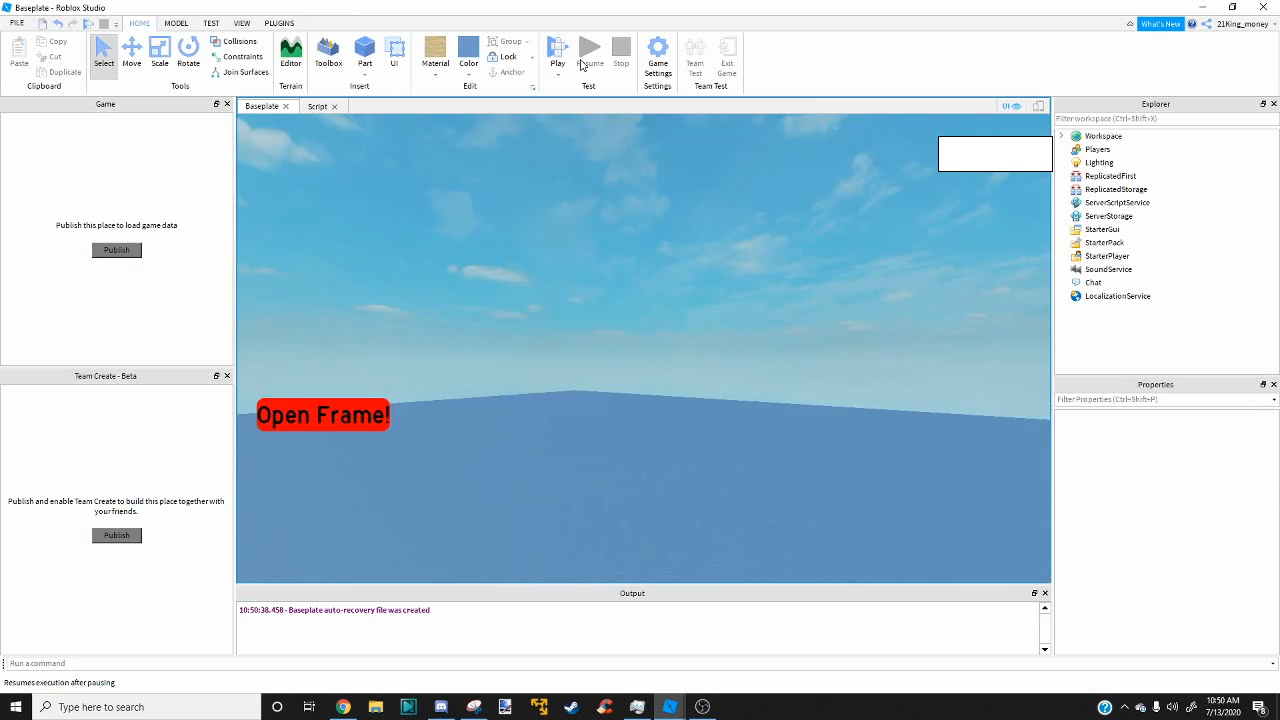 Baseplate - Roblox Studio
FILE HOME MODEL TEST VIEW PLUGINS What's New 21King_money
Paste Copy Cut Duplicate Select Move Scale Rotate Collisions Constraints Join Surfaces Editor Toolbox Part UI Material Color Group Lock Anchor Play Resume Stop Game Settings Team Test Exit Game
Clipboard Tools Terrain Insert Edit Test Settings Team Test
Game Baseplate Script UI Explorer
Filter workspace (Ctrl+Shift+X)
Workspace
Players
Lighting
ReplicatedFirst
ReplicatedStorage
ServerScriptService
ServerStorage
StarterGui
StarterPack
StarterPlayer
SoundService
Chat
LocalizationService
Publish this place to load game data
Publish
Team Create - Beta
Publish and enable Team Create to build this place together with
your friends.
Publish
Open Frame!
Properties
Filter Properties (Ctrl+Shift+P)
Output
10:50:38.458 - Baseplate auto-recovery file was created
Run a command
Resumes execution after pausing
Type here to search
10:50 AM
7/13/2020